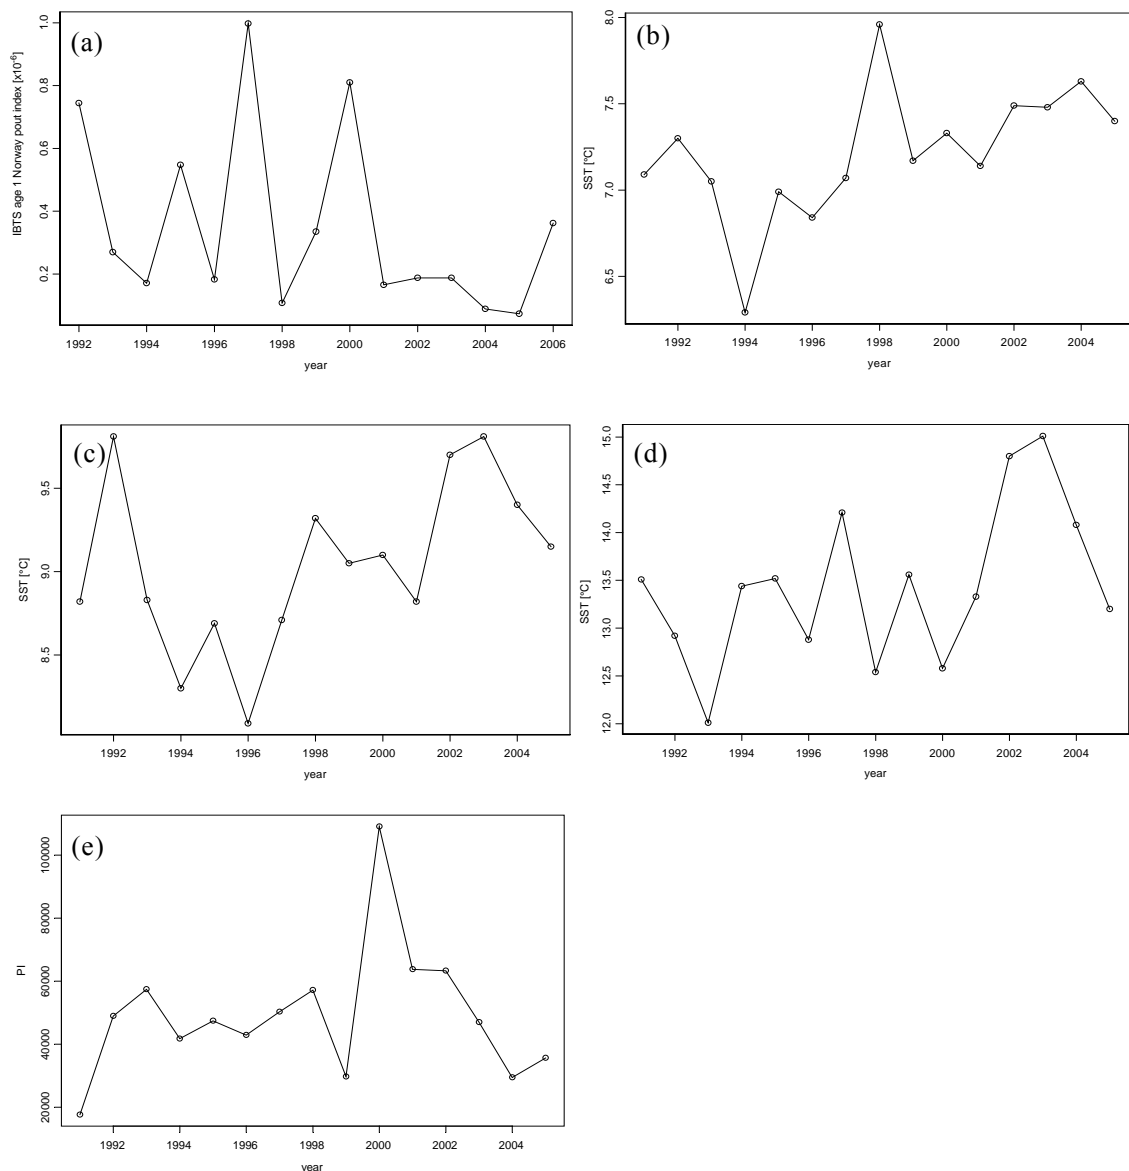 (a)
IBTS age 1 Norway pout index [x10⁻⁶]
1.0
0.8
0.6
0.4
0.2
1992 1994 1996 1998 2000 2002 2004 2006
year
(b)
SST [°C]
8.0
7.5
7.0
6.5
1992 1994 1996 1998 2000 2002 2004
year
(c)
SST [°C]
9.5
9.0
8.5
1992 1994 1996 1998 2000 2002 2004
year
(d)
SST [°C]
15.0
14.5
14.0
13.5
13.0
12.5
12.0
1992 1994 1996 1998 2000 2002 2004
year
(e)
PI
100000
80000
60000
40000
20000
1992 1994 1996 1998 2000 2002 2004
year